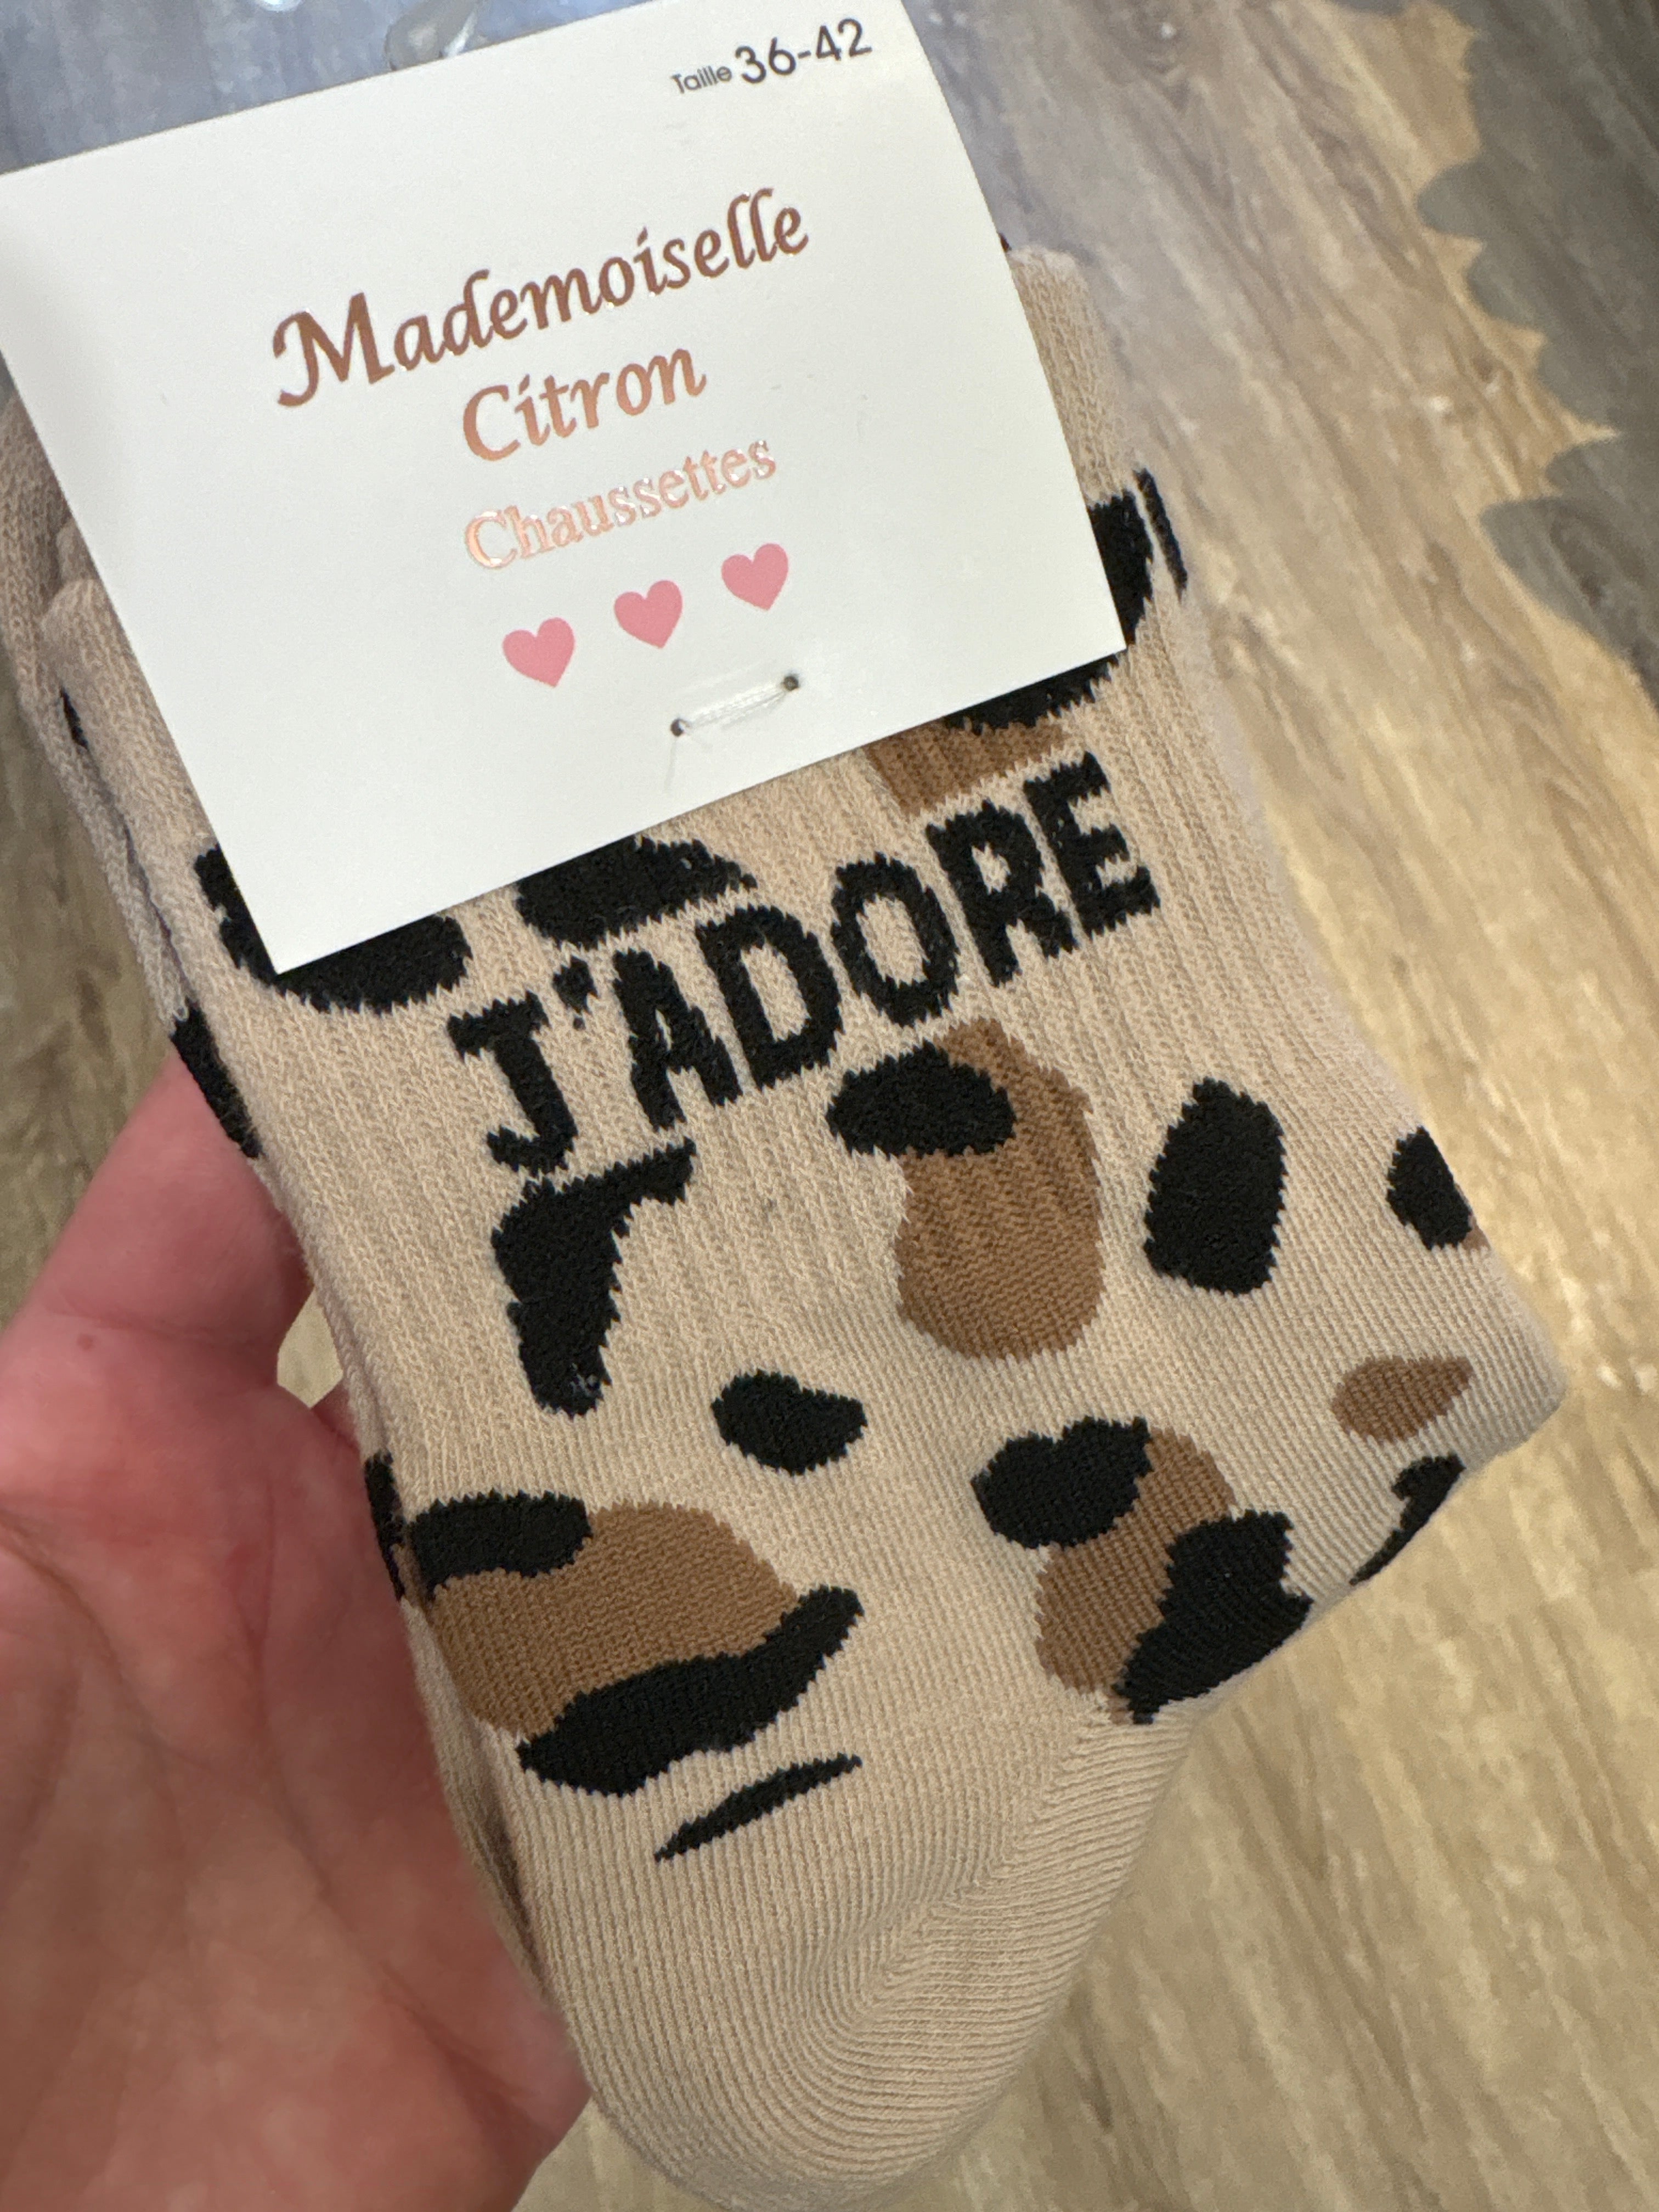 Taille 36-42
Mademoiselle
Citron
Chaussettes
J'ADORE